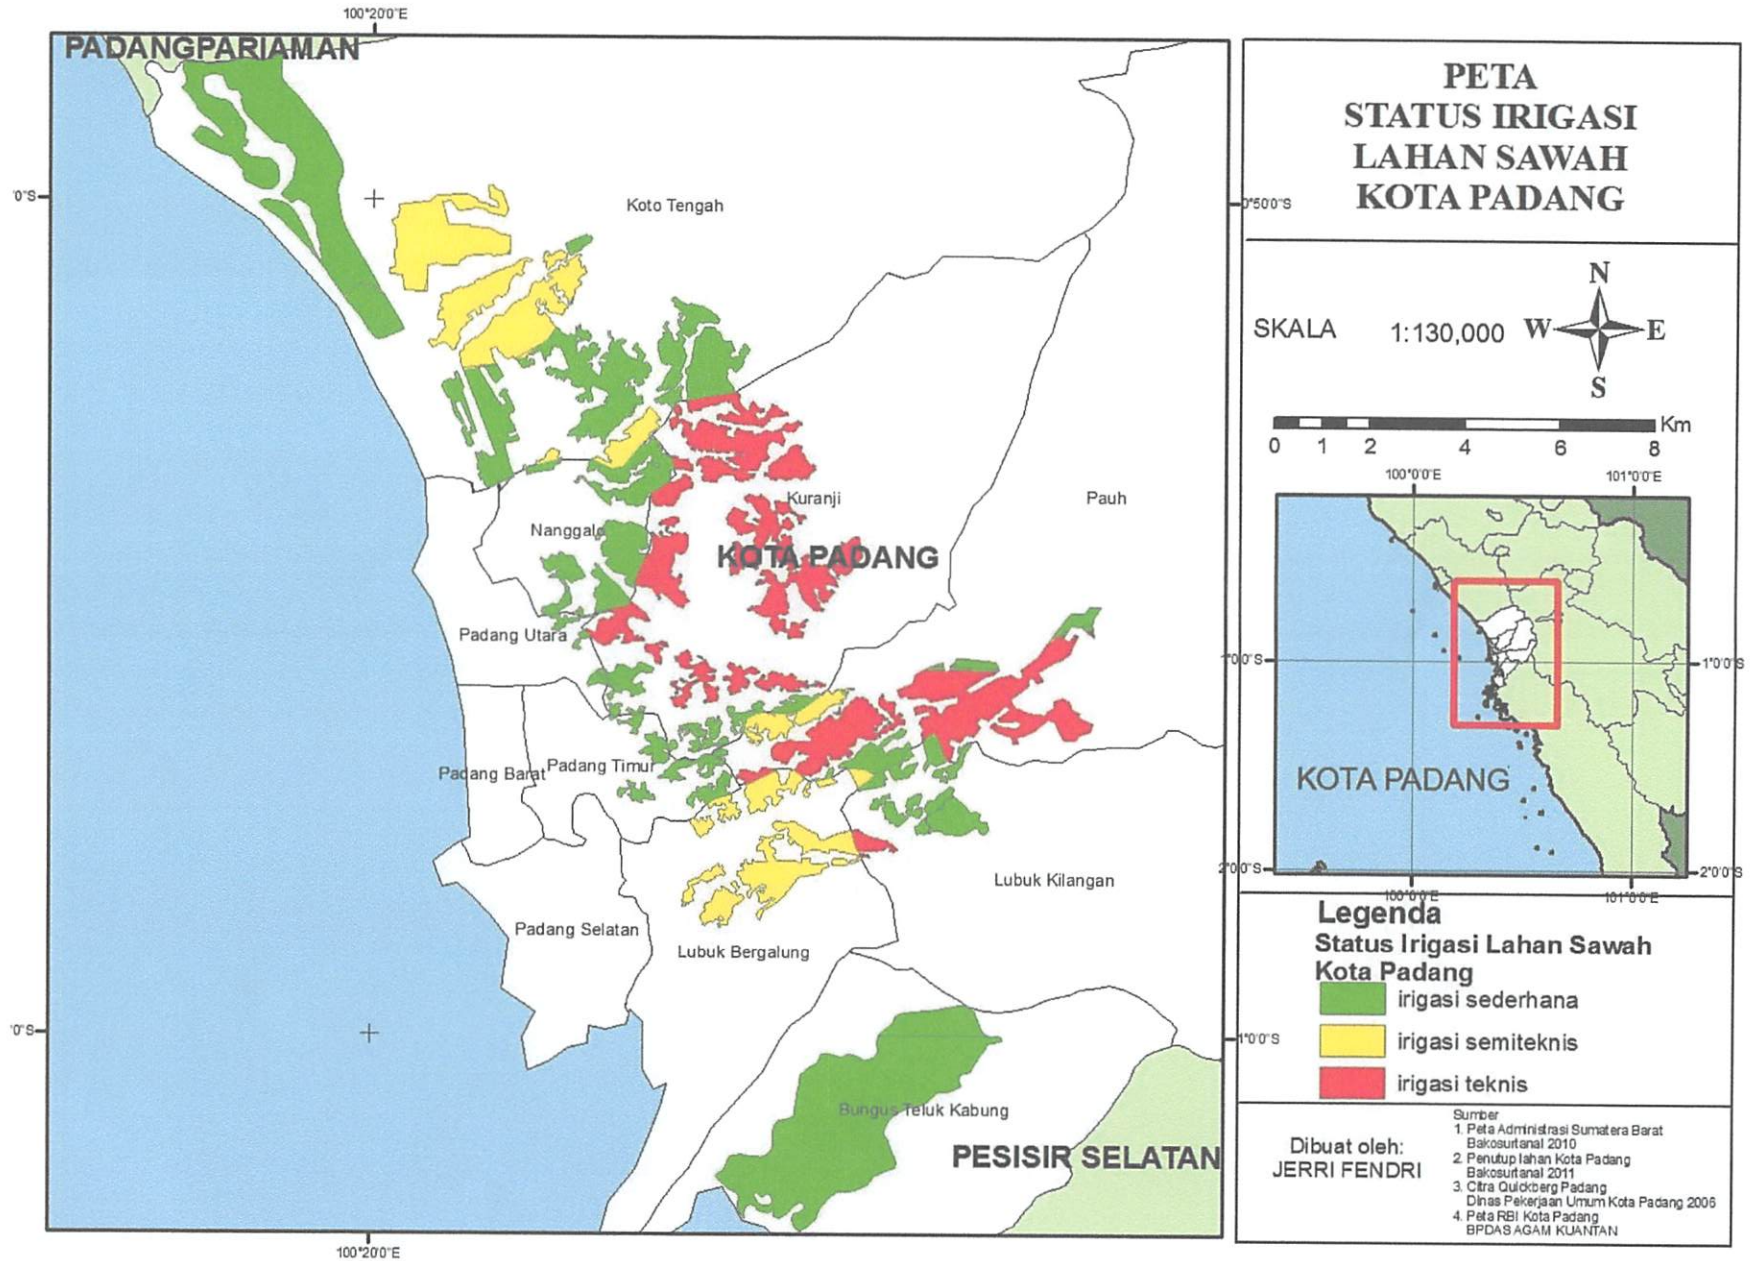 100°20'0"E
PADANGPARIAMAN
0"S
Koto Tengah
Kuranji
Pauh
Nanggalo
KOTA PADANG
Padang Utara
Padang Barat
Padang Timur
Lubuk Kilangan
Padang Selatan
Lubuk Bergalung
0"S
Bungus Teluk Kabung
PESISIR SELATAN
100°20'0"E
PETA
STATUS IRIGASI
LAHAN SAWAH
KOTA PADANG
0°50'0"S
N
SKALA 1:130,000 W E
S
Km
0 1 2 4 6 8
100°0'0"E 101°0'0"E
1°0'0"S 1°0'0"S
KOTA PADANG
2°0'0"S 2°0'0"S
100°0'0"E 101°0'0"E
Legenda
Status Irigasi Lahan Sawah
Kota Padang
irigasi sederhana
irigasi semiteknis
irigasi teknis
1°0'0"S
Dibuat oleh:
JERRI FENDRI
Sumber
1. Peta Administrasi Sumatera Barat
Bakosurtanal 2010
2. Penutup lahan Kota Padang
Bakosurtanal 2011
3. Citra Quickberg Padang
Dinas Pekerjaan Umum Kota Padang 2006
4. Peta RBI Kota Padang
BPDAS AGAM KUANTAN